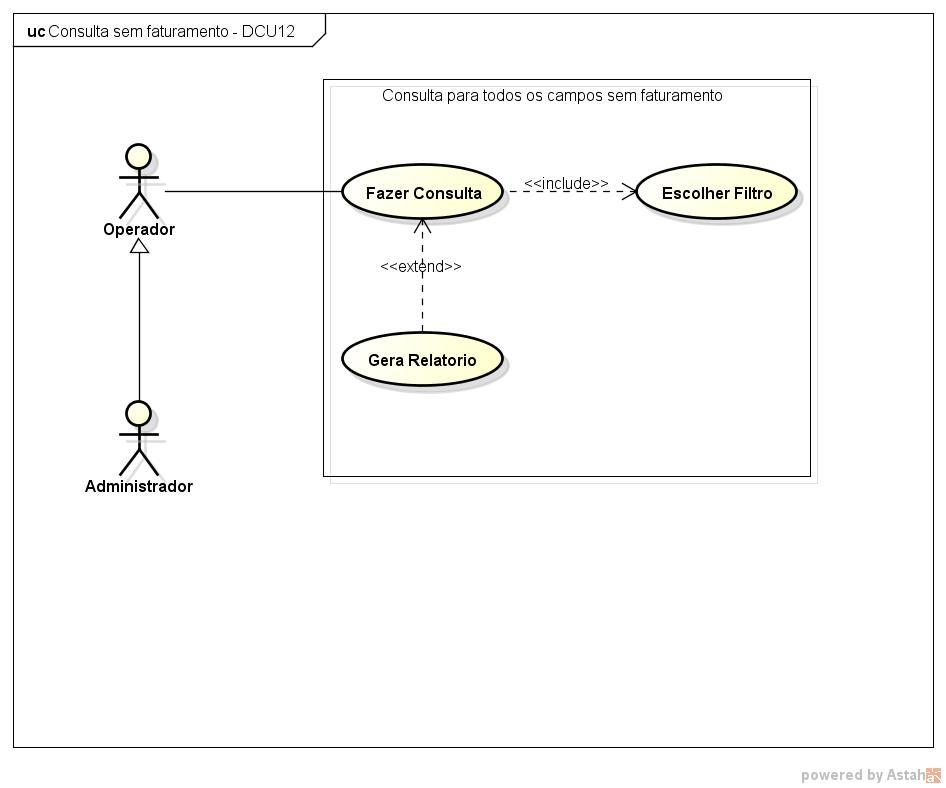 uc Consulta sem faturamento - DCU12
Consulta para todos os campos sem faturamento
Fazer Consulta
<<include>>
Escolher Filtro
Operador
<<extend>>
Gera Relatorio
Administrador
powered by Astah